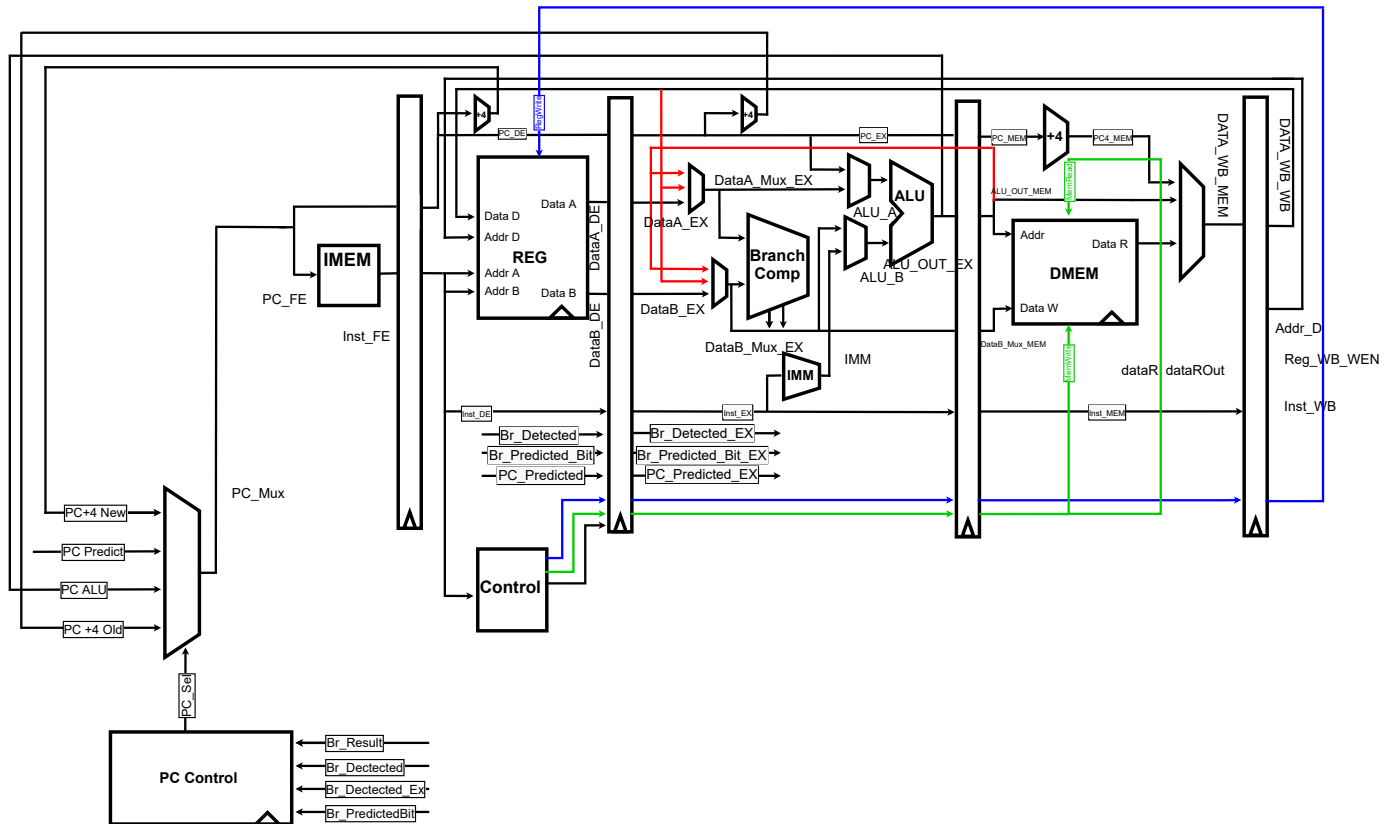 +4
RegWrite
+4
PC_DE
PC_EX
PC_MEM
+4
PC4_MEM
DATA_WB_MEM
DATA_WB_WB
MemRead
DataA_Mux_EX
ALU
ALU_OUT_MEM
Data D
Data A
DataA_DE
DataA_EX
ALU_A
Addr D
Addr
Data R
IMEM
REG
Branch
Comp
ALU_OUT_EX
DMEM
Addr A
Addr B
Data B
ALU_B
PC_FE
DataB_EX
Data W
Inst_FE
DataB_DE
DataB_Mux_EX
IMM
DataB_Mux_MEM
Addr_D
Reg_WB_WEN
MemWrite
IMM
dataR
dataROut
Inst_DE
Inst_EX
Inst_MEM
Inst_WB
Br_Detected
Br_Detected_EX
Br_Predicted_Bit
Br_Predicted_Bit_EX
PC_Predicted
PC_Predicted_EX
PC_Mux
PC+4 New
PC Predict
PC ALU
PC +4 Old
Control
PC_Sel
PC Control
Br_Result
Br_Dectected
Br_Dectected_Ex
Br_PredictedBit